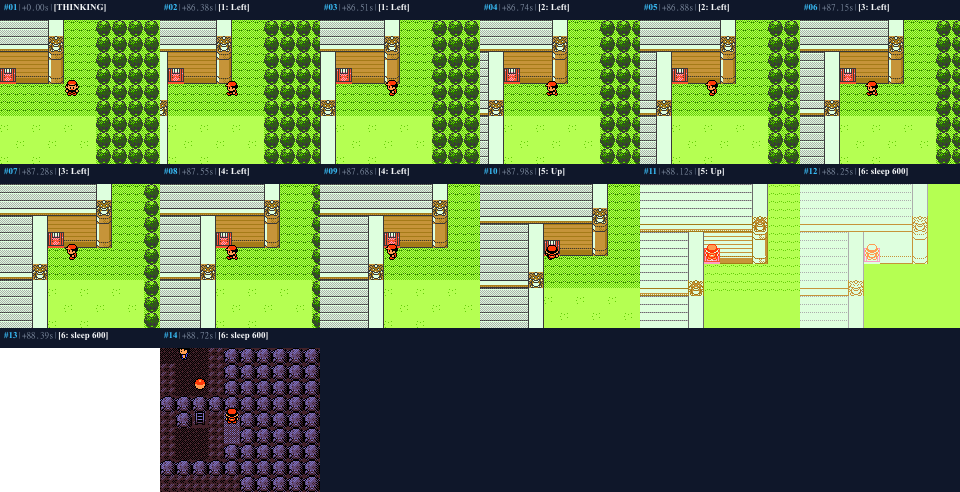 #01|+0.00s|[THINKING]
#02|+86.38s|[1: Left]
#03|+86.51s|[1: Left]
#04|+86.74s|[2: Left]
#05|+86.88s|[2: Left]
#06|+87.15s|[3: Left]
#07|+87.28s|[3: Left]
#08|+87.55s|[4: Left]
#09|+87.68s|[4: Left]
#10|+87.98s|[5: Up]
#11|+88.12s|[5: Up]
#12|+88.25s|[6: sleep 600]
#13|+88.39s|[6: sleep 600]
#14|+88.72s|[6: sleep 600]